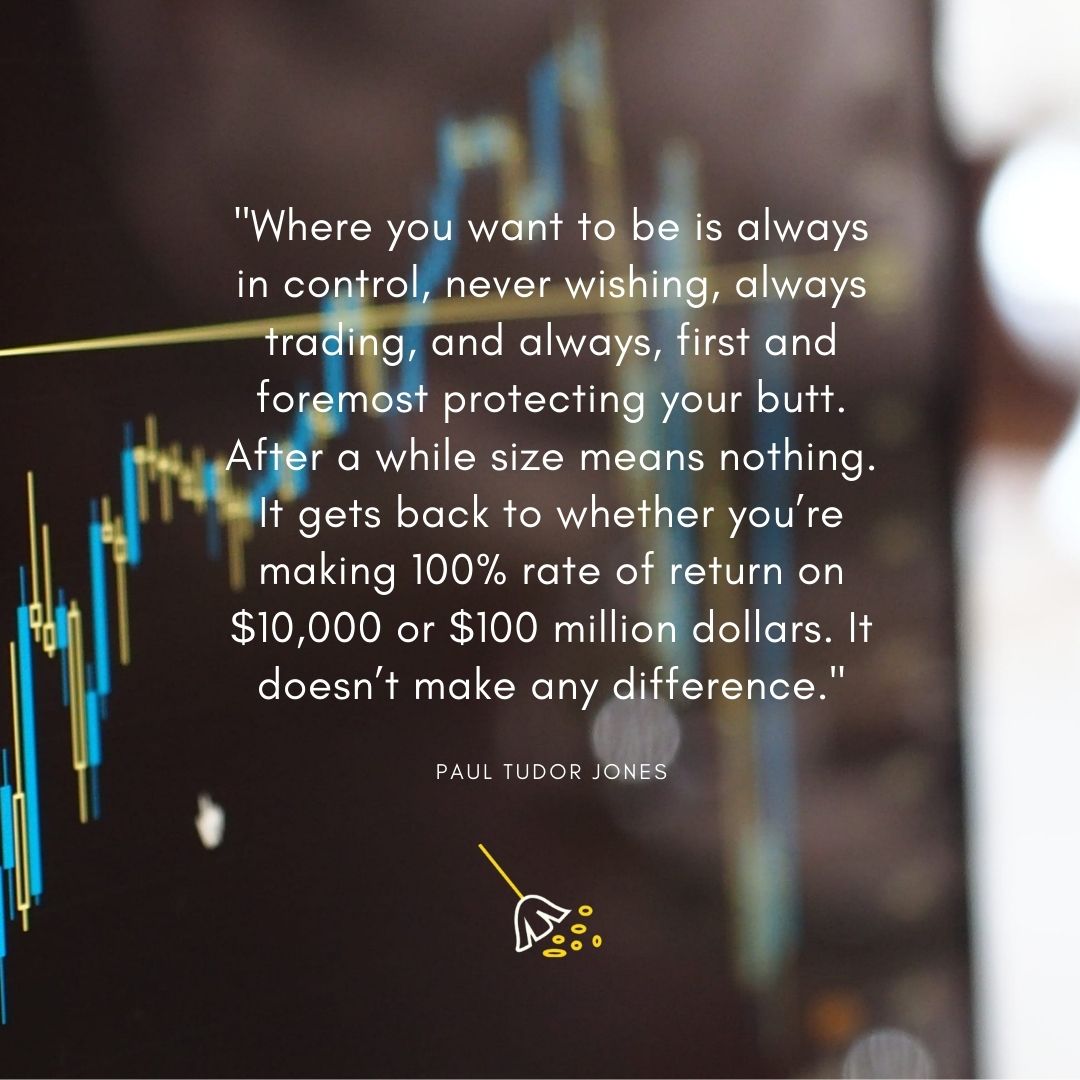 "Where you want to be is always
in control, never wishing, always
trading, and always, first and
foremost protecting your butt.
After a while size means nothing.
It gets back to whether you’re
making 100% rate of return on
$10,000 or $100 million dollars. It
doesn’t make any difference."
PAUL TUDOR JONES